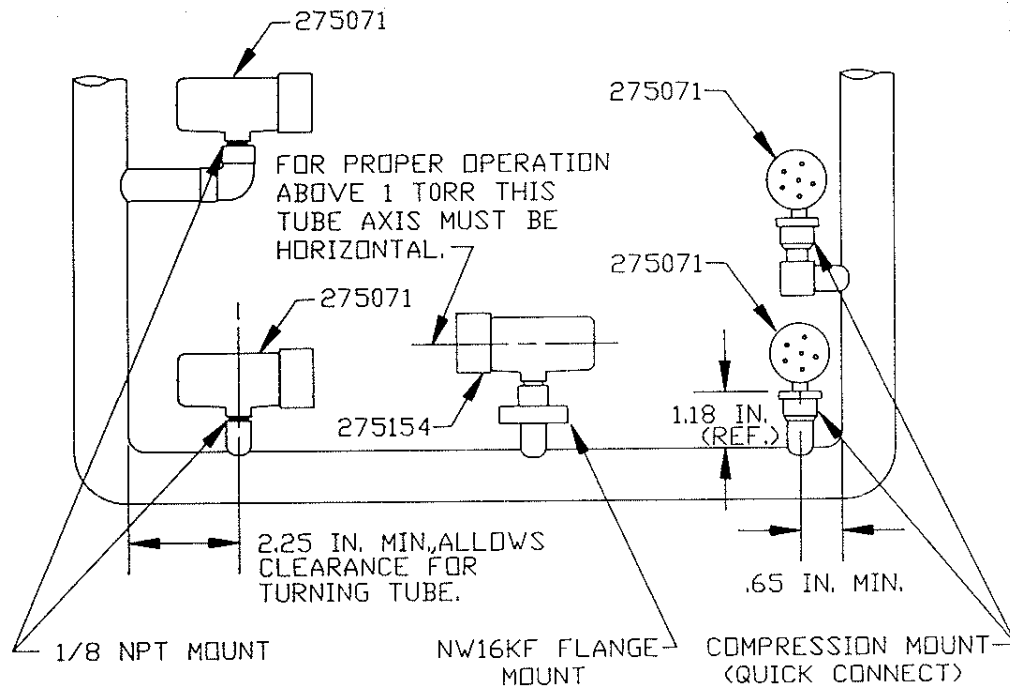 275071
275071
FOR PROPER OPERATION
ABOVE 1 TORR THIS
TUBE AXIS MUST BE
HORIZONTAL.
275071
275071
275154
1.18 IN.
(REF.)
2.25 IN. MIN., ALLOWS
CLEARANCE FOR
TURNING TUBE.
.65 IN. MIN.
1/8 NPT MOUNT
NW16KF FLANGE
MOUNT
COMPRESSION MOUNT
(QUICK CONNECT)